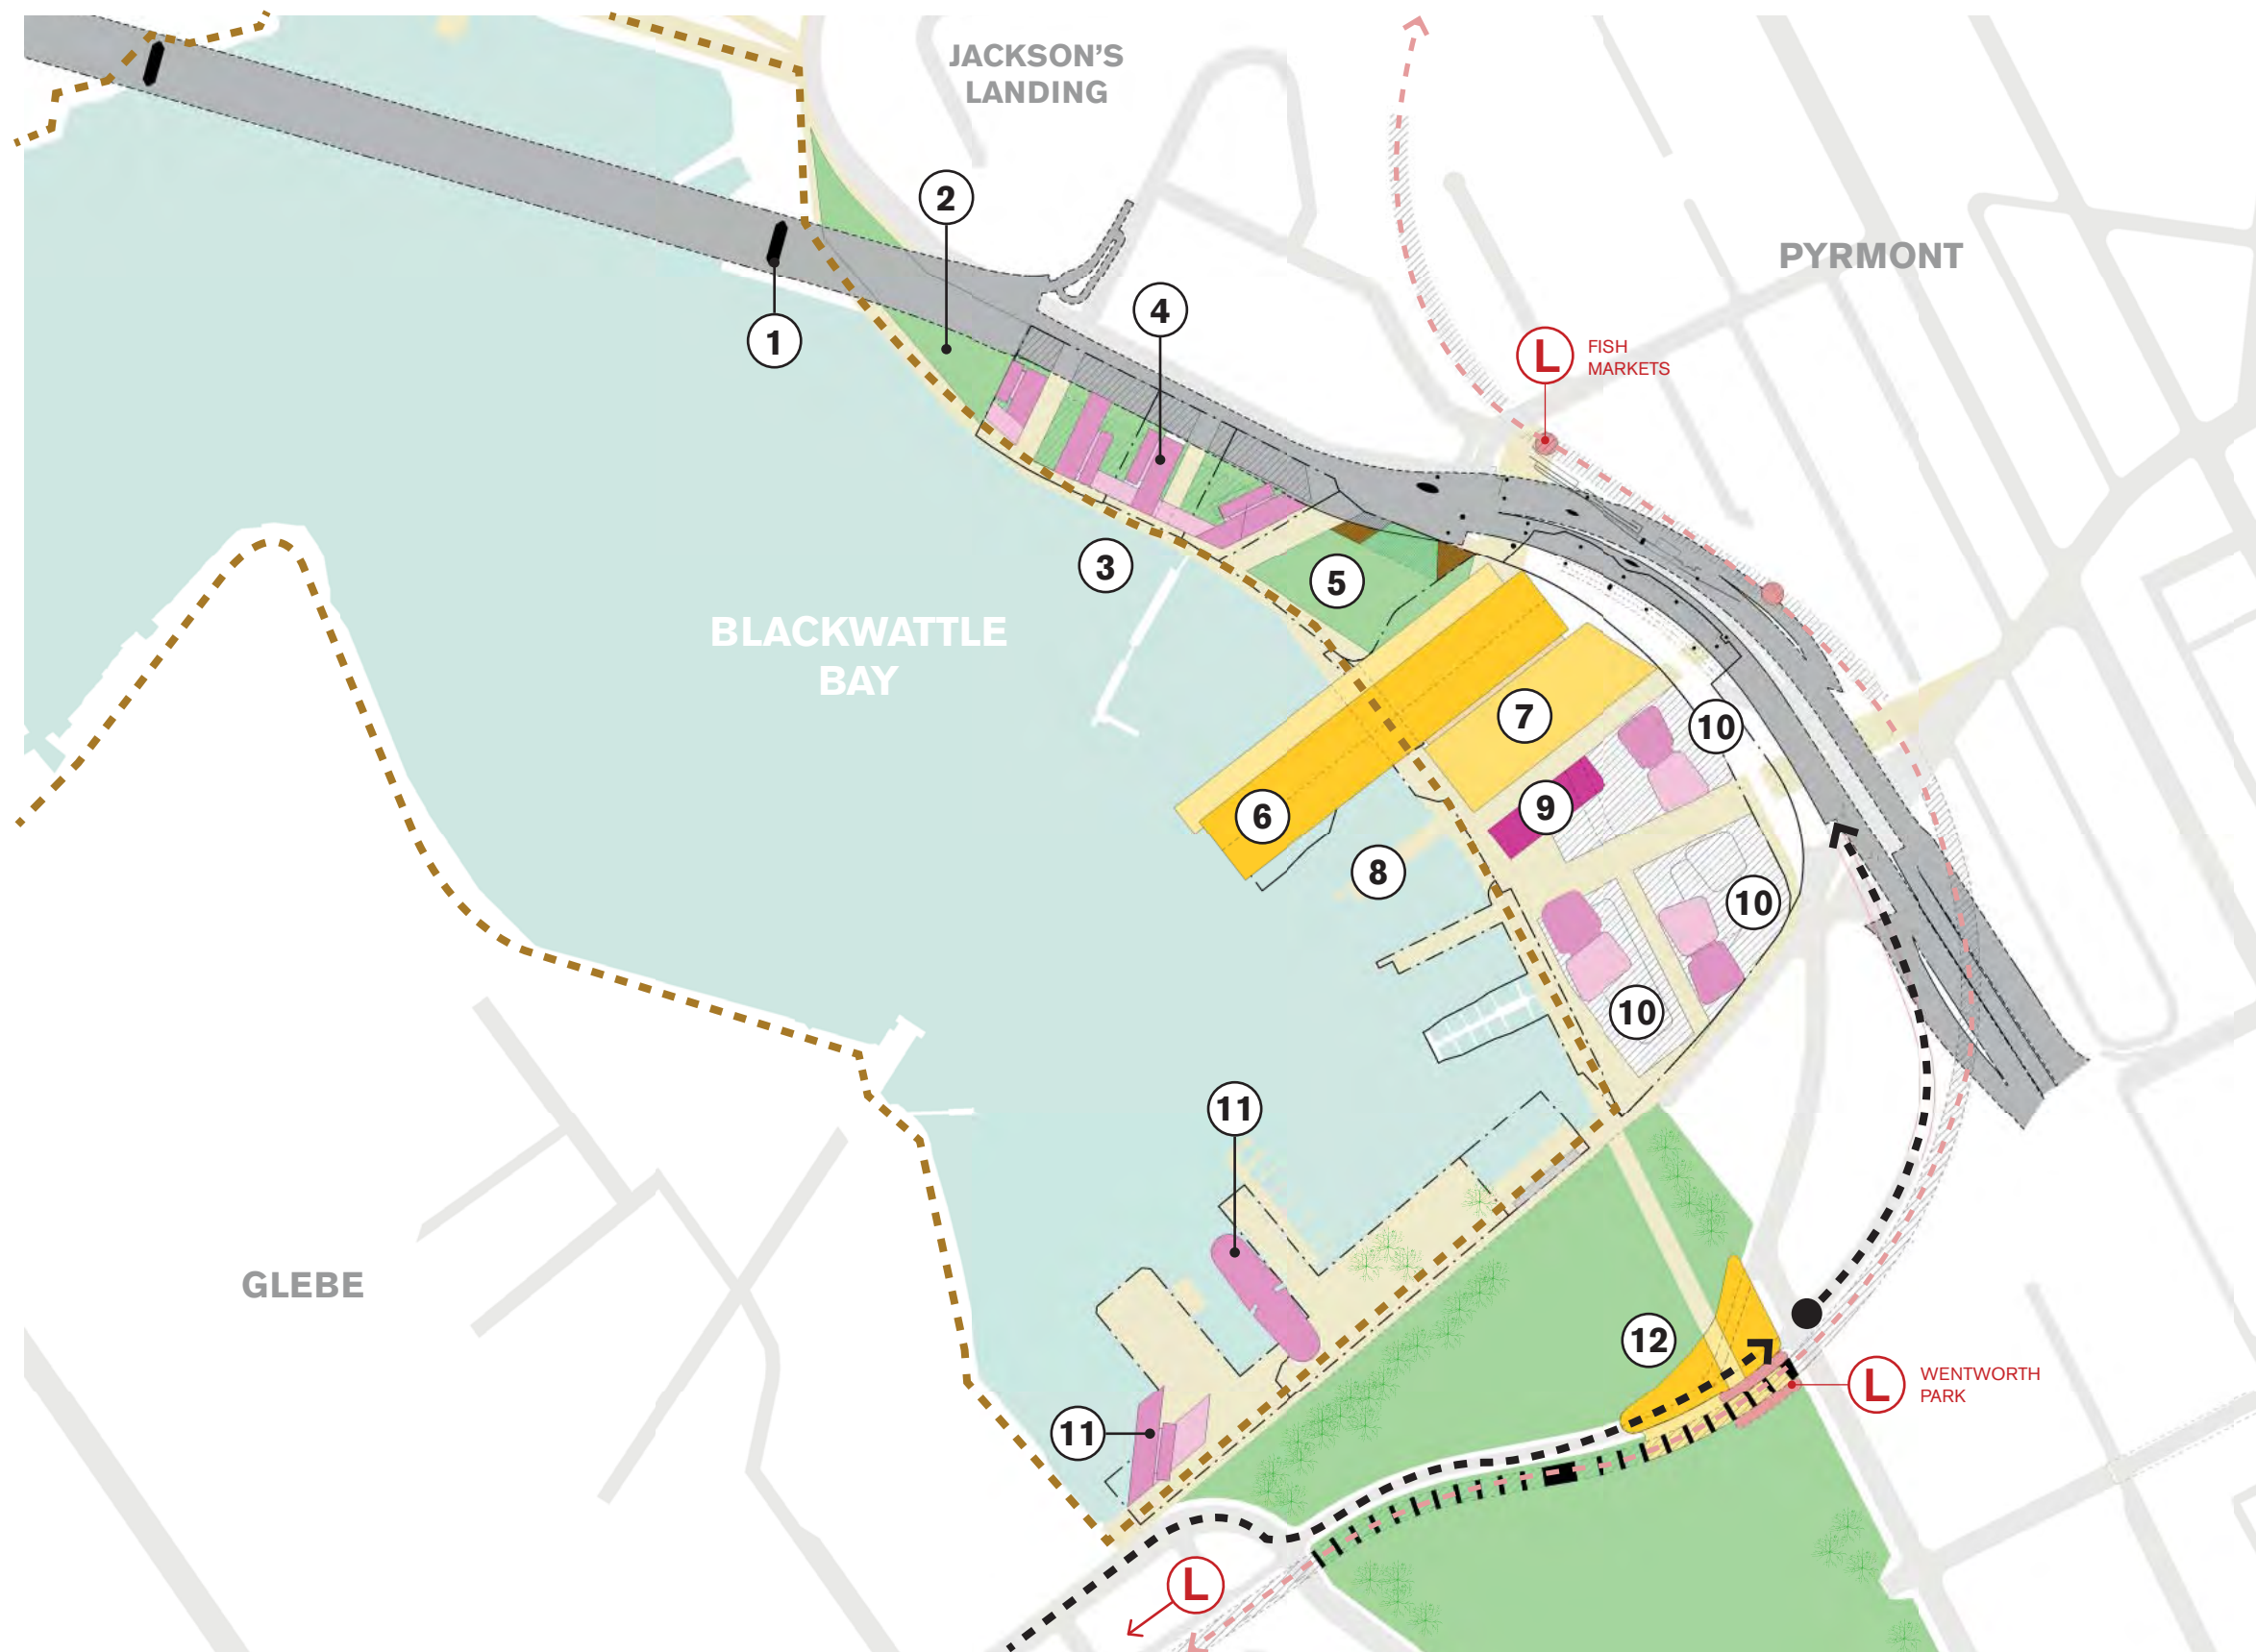 JACKSON'S
LANDING
2
PYRMONT
4
1
L
FISH
MARKETS
3
5
BLACKWATTLE
BAY
7
10
9
6
8
10
10
11
GLEBE
12
L
WENTWORTH
PARK
11
L